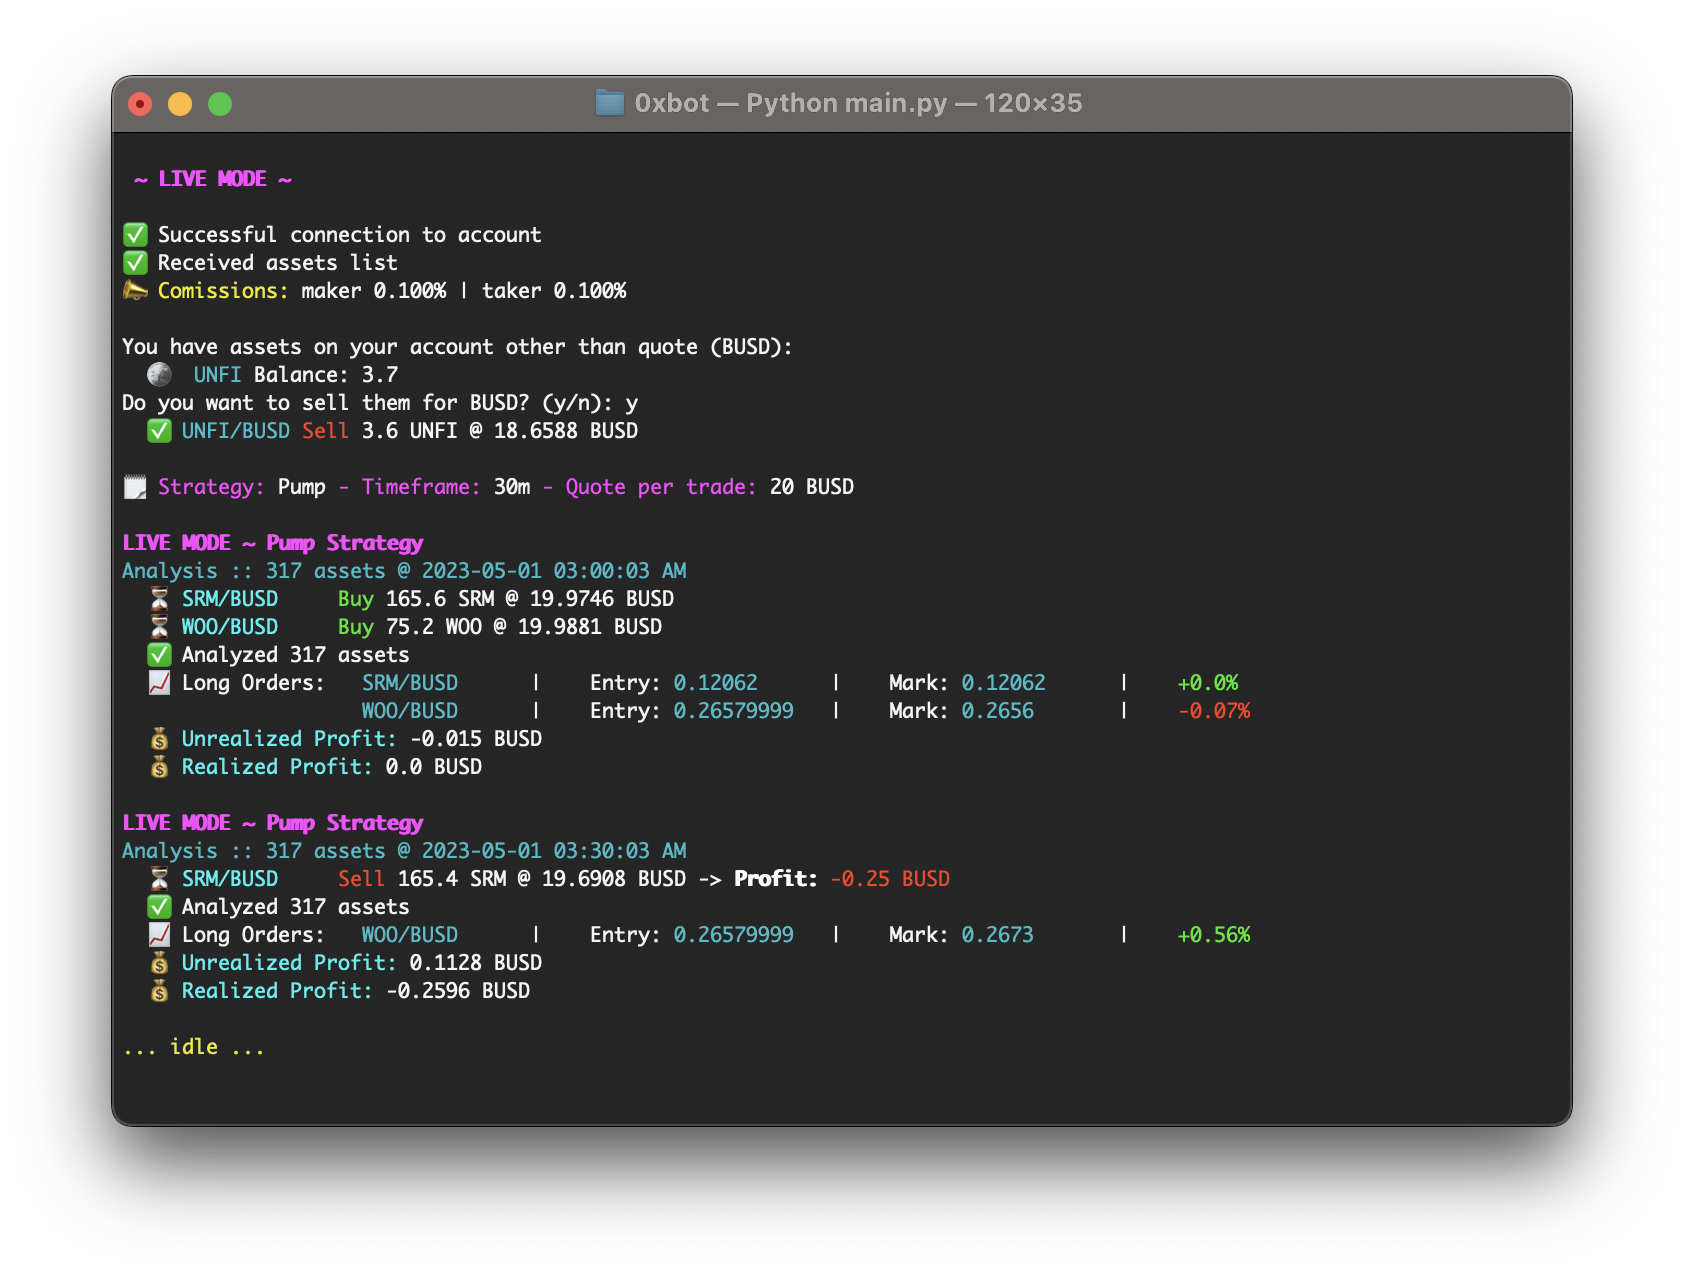 0xbot — Python main.py — 120×35
~ LIVE MODE ~
✅ Successful connection to account
✅ Received assets list
📣 Comissions: maker 0.100% | taker 0.100%
You have assets on your account other than quote (BUSD):
🌕 UNFI Balance: 3.7
Do you want to sell them for BUSD? (y/n): y
✅ UNFI/BUSD Sell 3.6 UNFI @ 18.6588 BUSD
🗒 Strategy: Pump - Timeframe: 30m - Quote per trade: 20 BUSD
LIVE MODE ~ Pump Strategy
Analysis :: 317 assets @ 2023-05-01 03:00:03 AM
⏳ SRM/BUSD Buy 165.6 SRM @ 19.9746 BUSD
⏳ WOO/BUSD Buy 75.2 WOO @ 19.9881 BUSD
✅ Analyzed 317 assets
📈 Long Orders: SRM/BUSD | Entry: 0.12062 | Mark: 0.12062 | +0.0%
WOO/BUSD | Entry: 0.26579999 | Mark: 0.2656 | -0.07%
💰 Unrealized Profit: -0.015 BUSD
💰 Realized Profit: 0.0 BUSD
LIVE MODE ~ Pump Strategy
Analysis :: 317 assets @ 2023-05-01 03:30:03 AM
⏳ SRM/BUSD Sell 165.4 SRM @ 19.6908 BUSD -> Profit: -0.25 BUSD
✅ Analyzed 317 assets
📈 Long Orders: WOO/BUSD | Entry: 0.26579999 | Mark: 0.2673 | +0.56%
💰 Unrealized Profit: 0.1128 BUSD
💰 Realized Profit: -0.2596 BUSD
... idle ...